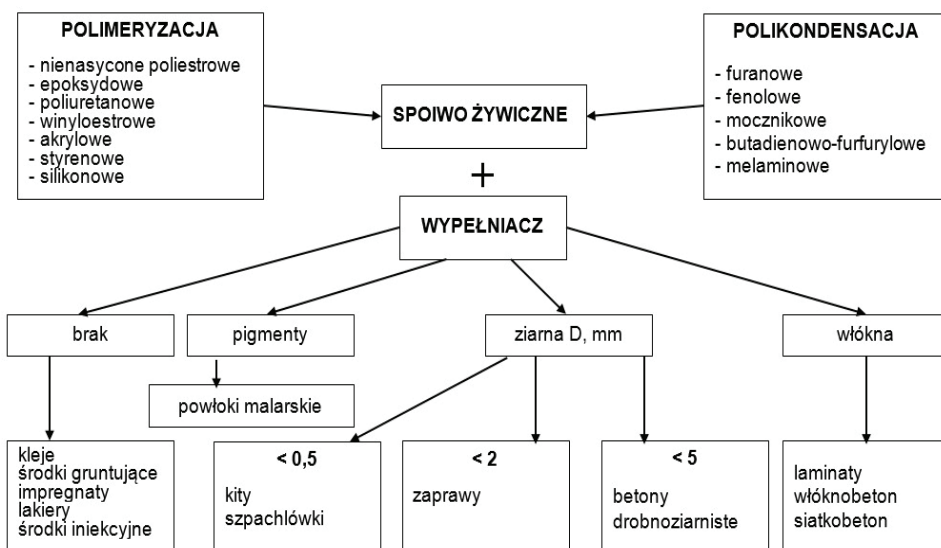 POLIMERYZACJA
- nienasycone poliestrowe
- epoksydowe
- poliuretanowe
- winyloestrowe
- akrylowe
- styrenowe
- silikonowe
SPOIWO ŻYWICZNE
POLIKONDENSACJA
- furanowe
- fenolowe
- mocznikowe
- butadienowo-furfurylowe
- melaminowe
+
WYPEŁNIACZ
brak
pigmenty
ziarna D, mm
włókna
powłoki malarskie
kleje
środki gruntujące
impregnaty
lakiery
środki iniekcyjne
< 0,5
kity
szpachlówki
< 2
zaprawy
< 5
betony
drobnoziarniste
laminaty
włóknobeton
siatkobeton